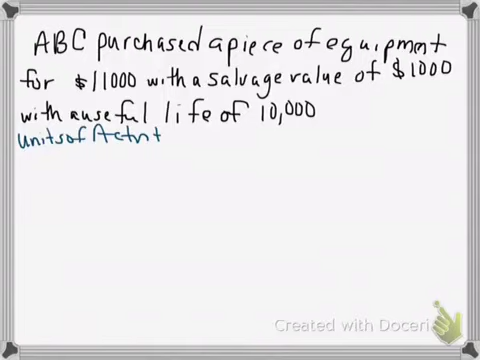 ABC purchased a piece of equipment
for $11000 with a salvage value of $1000
with a useful life of 10,000
Units of Activit
Created with Doceri